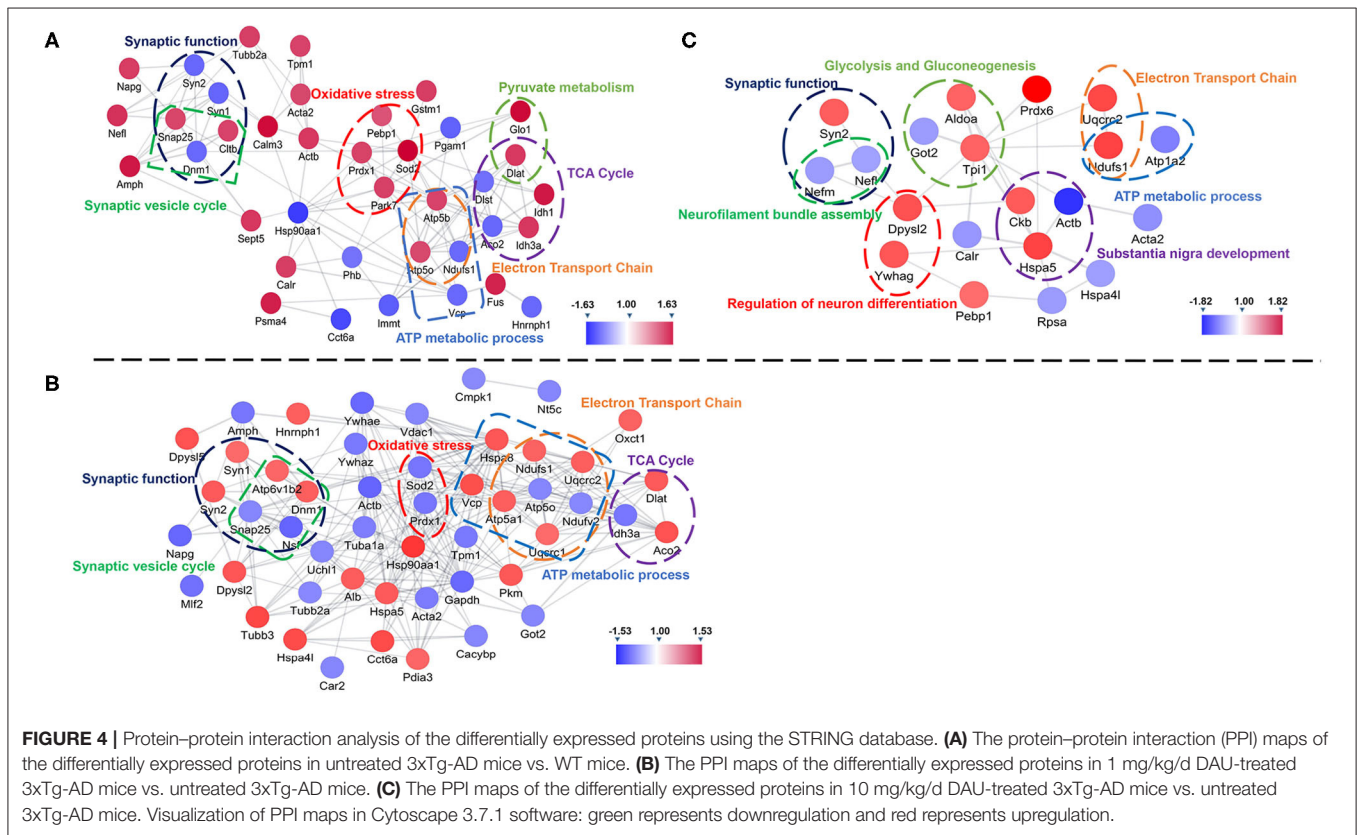 A
Synaptic function
Tubb2a
Tpm1
Napg
Syn2
Oxidative stress
Pyruvate metabolism
Syn1
Acta2
Gstm1
Nefl
Snap25
Cltb
Calm3
Pebp1
Glo1
Actb
Pgam1
Dnm1
Prdx1
Sod2
Dlat
TCA Cycle
Amph
Synaptic vesicle cycle
Park7
Dlst
Idh1
Atp5b
Sept5
Hsp90aa1
Aco2
Idh3a
Atp5o
Ndufs1
Electron Transport Chain
Phb
Calr
Fus
Psma4
Immt
Vcp
Hnrnph1
Cct6a
ATP metabolic process
-1.63 1.00 1.63
C
Glycolysis and Gluconeogenesis
Synaptic function
Electron Transport Chain
Aldoa
Prdx6
Syn2
Uqcrc2
Got2
Tpi1
Ndufs1
Atp1a2
Nefm
Nefl
ATP metabolic process
Neurofilament bundle assembly
Dpysl2
Ckb
Actb
Acta2
Calr
Substantia nigra development
Ywhag
Hspa5
Hspa4l
Regulation of neuron differentiation
Pebp1
Rpsa
-1.82 1.00 1.82
B
Cmpk1
Nt5c
Electron Transport Chain
Amph
Hnrnph1
Ywhae
Vdac1
Oxct1
Dpysl5
Oxidative stress
Hspa8
Ndufs1
Syn1
Ywhaz
Uqcrc2
TCA Cycle
Synaptic function
Atp6v1b2
Sod2
Dlat
Syn2
Dnm1
Actb
Vcp
Atp5o
Snap25
Prdx1
Atp5a1
Ndufv2
Idh3a
Nsf
Tuba1a
Aco2
Napg
Hsp90aa1
Tpm1
Uqcrc1
Synaptic vesicle cycle
Uchl1
ATP metabolic process
Mlf2
Dpysl2
Tubb2a
Alb
Hspa5
Acta2
Gapdh
Pkm
Tubb3
Got2
Hspa4l
Cct6a
Cacybp
Car2
Pdia3
-1.53 1.00 1.53
FIGURE 4 | Protein–protein interaction analysis of the differentially expressed proteins using the STRING database. (A) The protein–protein interaction (PPI) maps of
the differentially expressed proteins in untreated 3xTg-AD mice vs. WT mice. (B) The PPI maps of the differentially expressed proteins in 1 mg/kg/d DAU-treated
3xTg-AD mice vs. untreated 3xTg-AD mice. (C) The PPI maps of the differentially expressed proteins in 10 mg/kg/d DAU-treated 3xTg-AD mice vs. untreated
3xTg-AD mice. Visualization of PPI maps in Cytoscape 3.7.1 software: green represents downregulation and red represents upregulation.